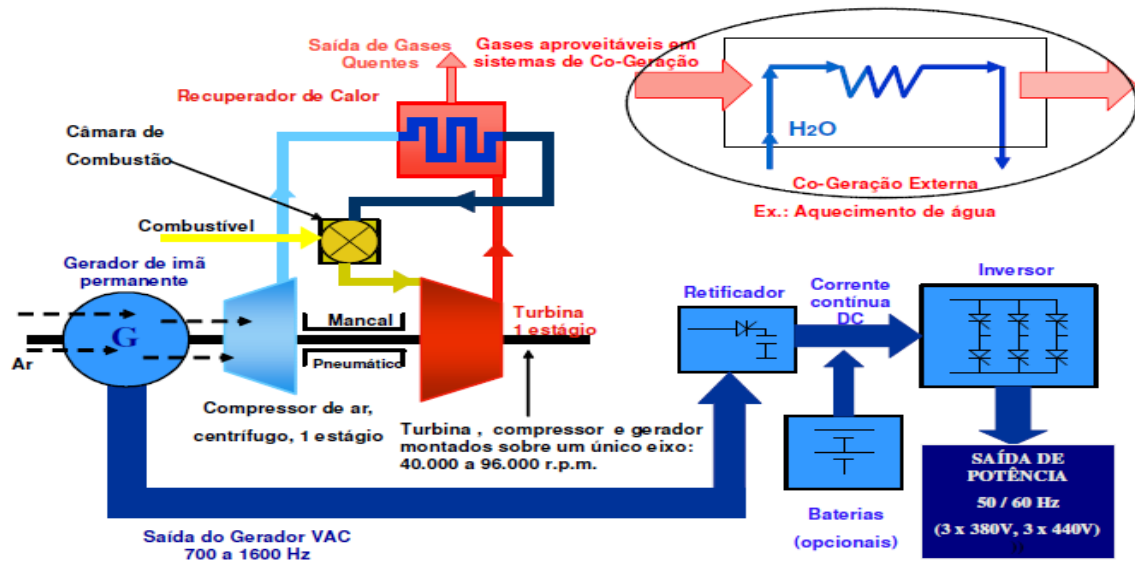 Saída de Gases
Quentes
Gases aproveitáveis em
sistemas de Co-Geração
Recuperador de Calor
Câmara de
Combustão
H2O
Co-Geração Externa
Ex.: Aquecimento de água
Combustível
Gerador de imã
permanente
G
Ar
Mancal
Pneumático
Turbina
1 estágio
Compressor de ar,
centrífugo, 1 estágio
Turbina , compressor e gerador
montados sobre um único eixo:
40.000 a 96.000 r.p.m.
Saída do Gerador VAC
700 a 1600 Hz
Retificador
Corrente
contínua
DC
Inversor
Baterias
(opcionais)
SAÍDA DE
POTÊNCIA
50 / 60 Hz
(3 x 380V, 3 x 440V)